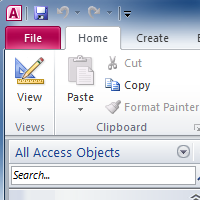 A
File Home Create E
View
Paste
Cut
Copy
Format Painter
Views Clipboard
All Access Objects
Search...